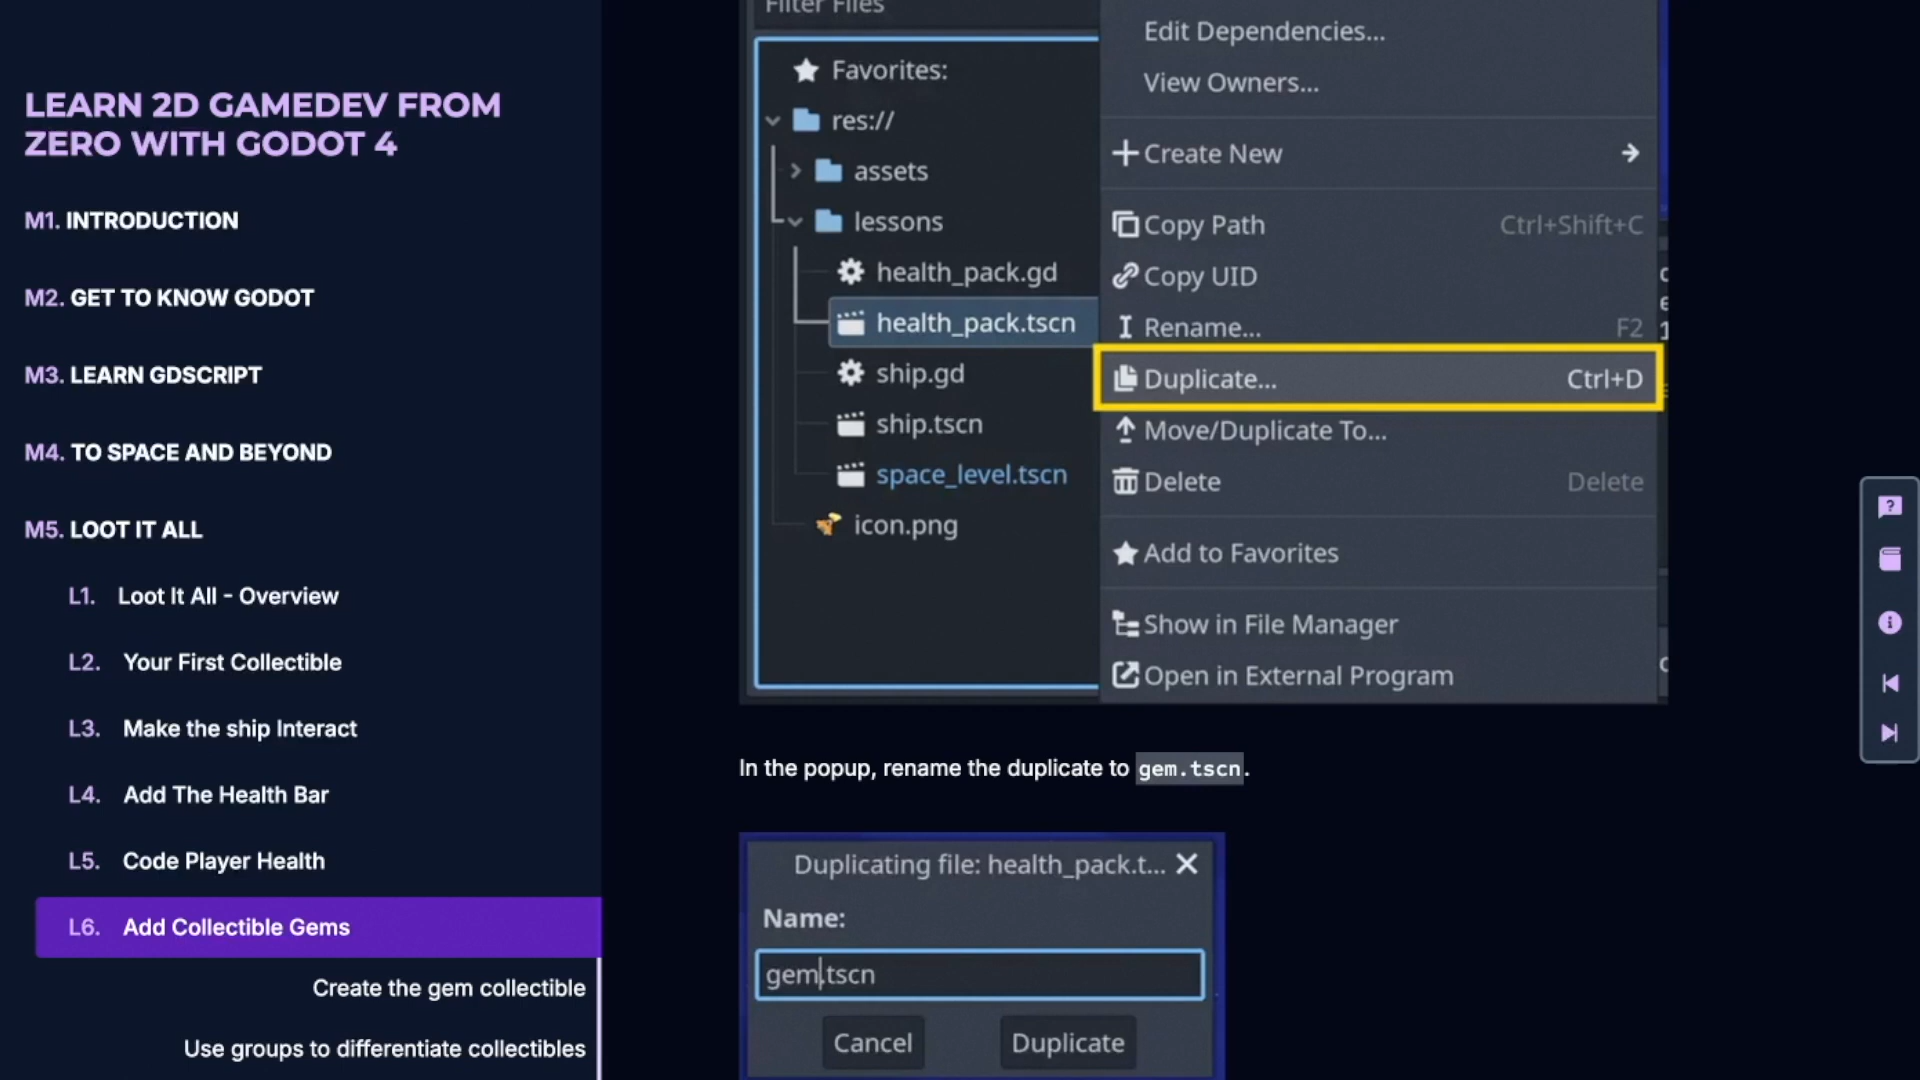 LEARN 2D GAMEDEV FROM
ZERO WITH GODOT 4
M1. INTRODUCTION
M2. GET TO KNOW GODOT
M3. LEARN GDSCRIPT
M4. TO SPACE AND BEYOND
M5. LOOT IT ALL
L1. Loot It All - Overview
L2. Your First Collectible
L3. Make the ship Interact
L4. Add The Health Bar
L5. Code Player Health
L6. Add Collectible Gems
Create the gem collectible
Use groups to differentiate collectibles
Filter Files
Favorites:
res://
assets
lessons
health_pack.gd
health_pack.tscn
ship.gd
ship.tscn
space_level.tscn
icon.png
Edit Dependencies...
View Owners...
Create New
Copy Path Ctrl+Shift+C
Copy UID
Rename... F2
Duplicate... Ctrl+D
Move/Duplicate To...
Delete Delete
Add to Favorites
Show in File Manager
Open in External Program
In the popup, rename the duplicate to gem.tscn.
Duplicating file: health_pack.t...
Name:
gem.tscn
Cancel Duplicate